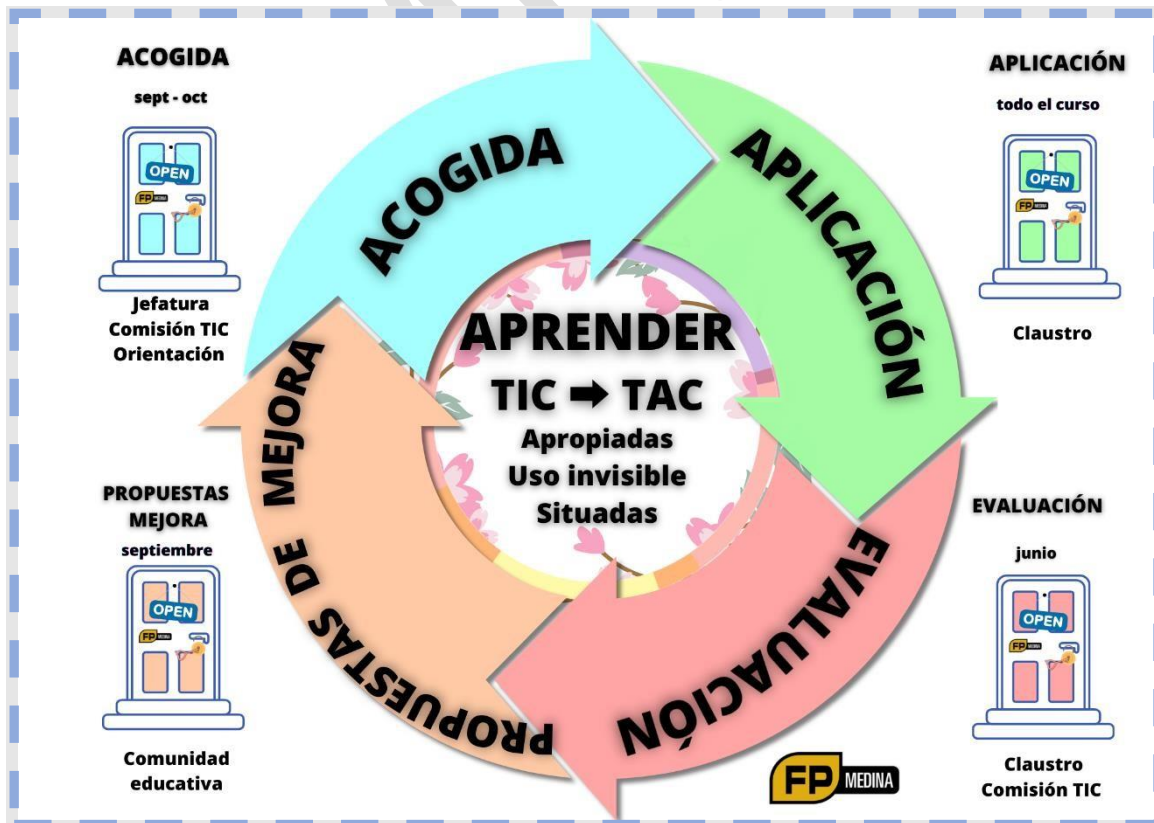 ACOGIDA
sept - oct
OPEN
FP MEDINA
Jefatura
Comisión TIC
Orientación
APLICACIÓN
todo el curso
OPEN
FP MEDINA
Claustro
ACOGIDA
APLICACIÓN
EVALUACIÓN
PROPUESTAS DE MEJORA
APRENDER
TIC ➡ TAC
Apropiadas
Uso invisible
Situadas
PROPUESTAS
MEJORA
septiembre
OPEN
FP MEDINA
Comunidad
educativa
EVALUACIÓN
junio
OPEN
FP MEDINA
Claustro
Comisión TIC
FP MEDINA